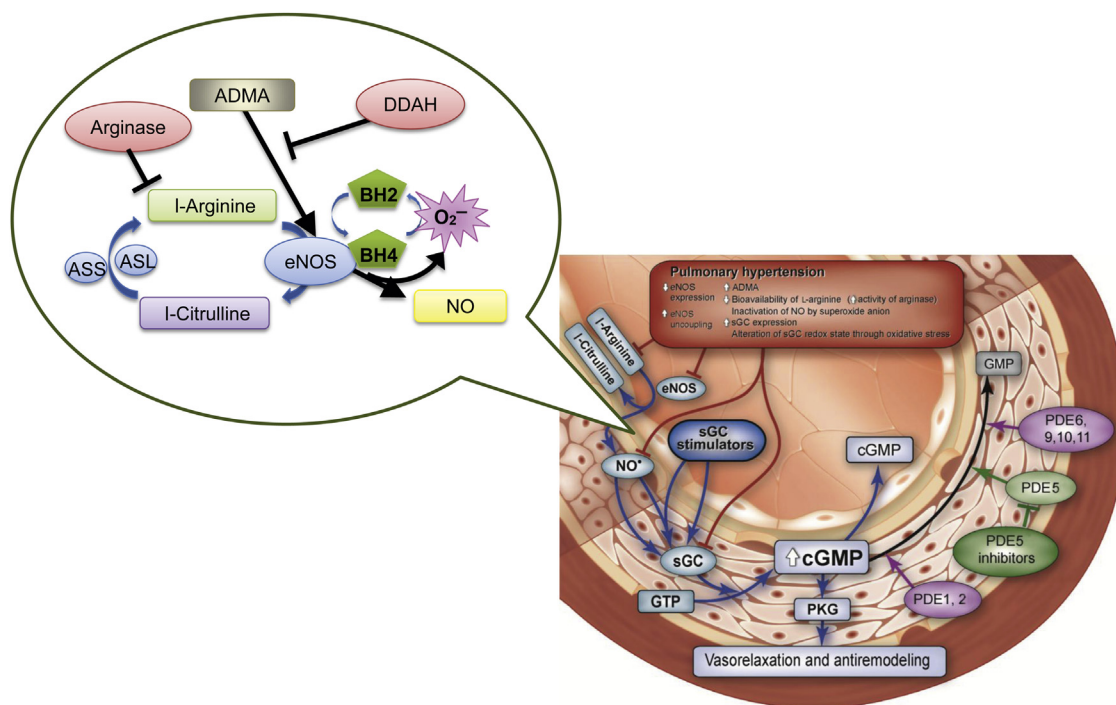 ADMA
DDAH
Arginase
BH2
l-Arginine
O₂⁻
ASS
ASL
eNOS
BH4
l-Citrulline
NO
Pulmonary hypertension
⇩eNOS expression
⇧eNOS uncoupling
⇧ADMA
⇩Bioavailability of L-arginine (⇧activity of arginase)
Inactivation of NO by superoxide anion
⇧sGC expression
Alteration of sGC redox state through oxidative stress
l-Arginine
l-Citrulline
eNOS
GMP
sGC
stimulators
cGMP
PDE6,
9,10,11
NO•
PDE5
sGC
⇧cGMP
PDE5
inhibitors
GTP
PKG
PDE1, 2
Vasorelaxation and antiremodeling